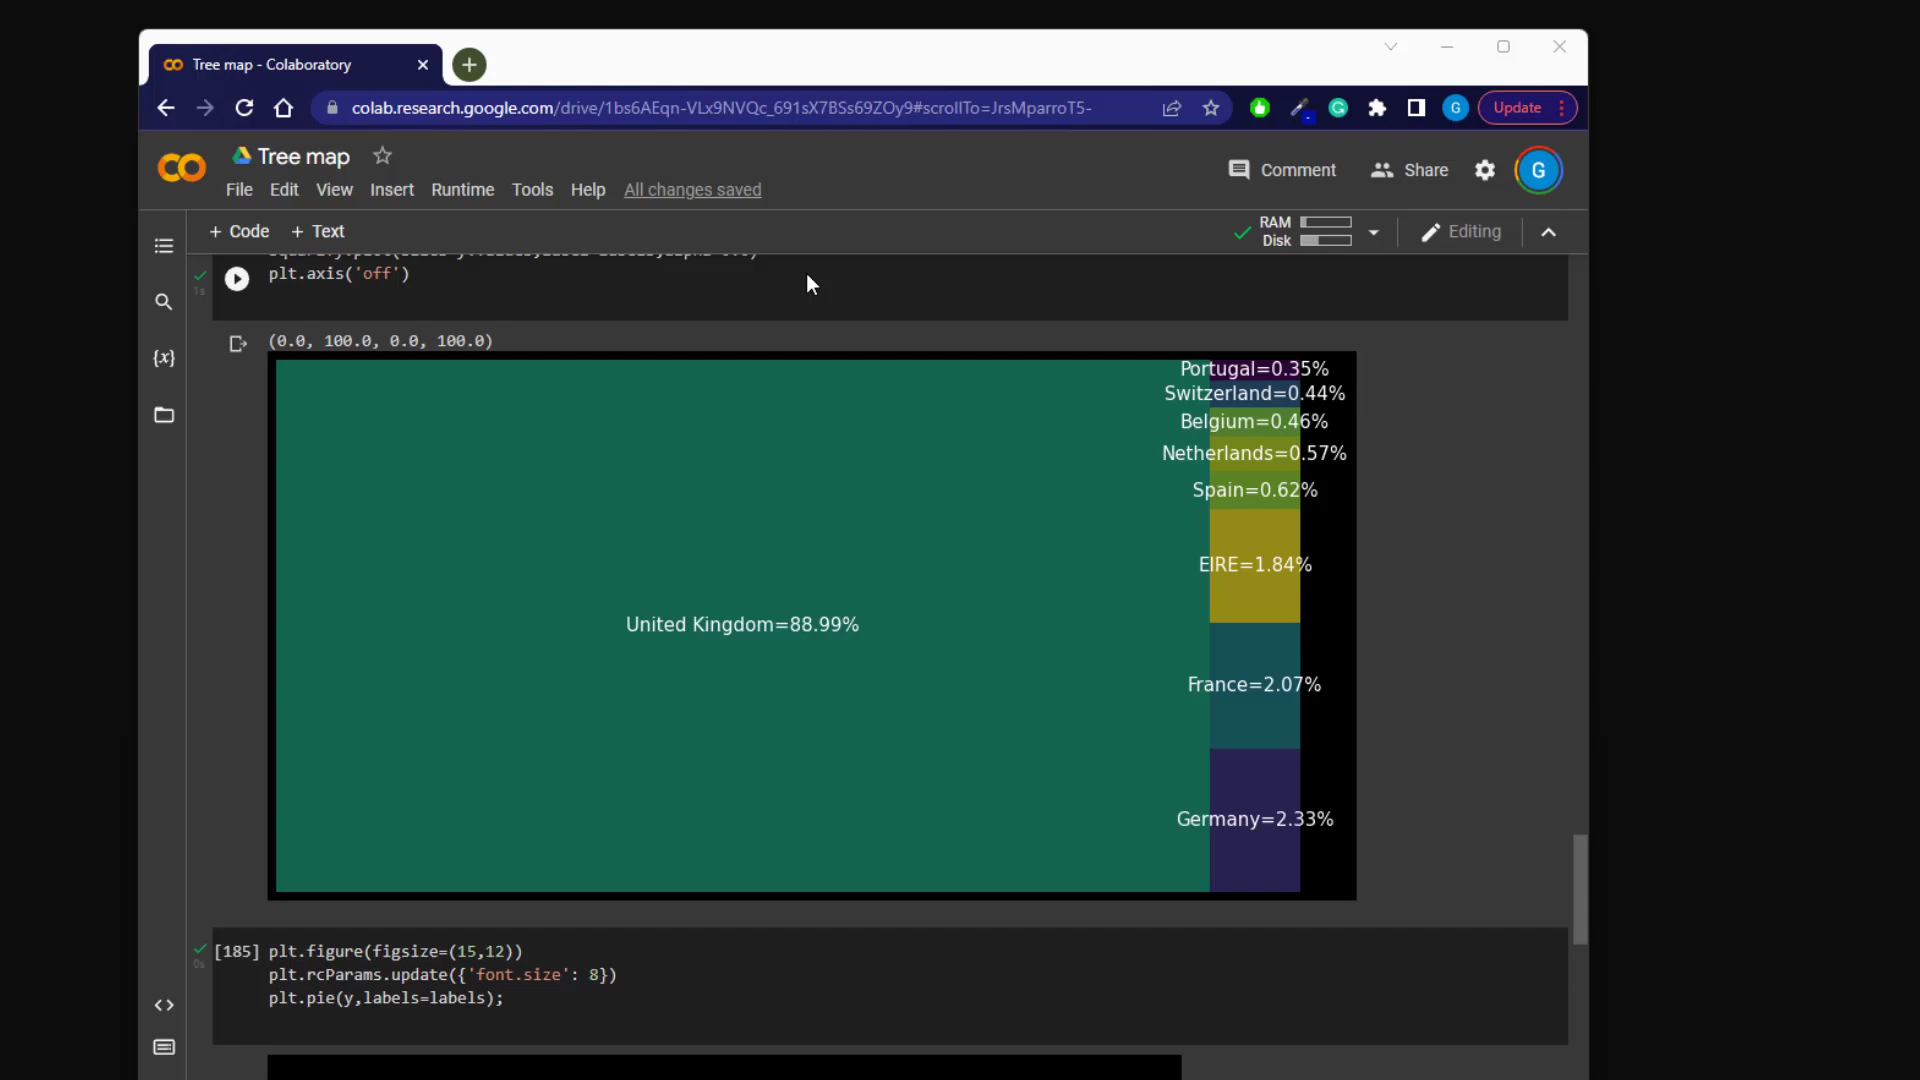 Tree map - Colaboratory
colab.research.google.com/drive/1bs6AEqn-VLx9NVQc_691sX7BSs69ZOy9#scrollTo=JrsMparroT5-
G
Update
Tree map
Comment
Share
G
File Edit View Insert Runtime Tools Help All changes saved
+ Code + Text
RAM
Disk
Editing
plt.axis('off')
1s
{x}
(0.0, 100.0, 0.0, 100.0)
Portugal=0.35%
Switzerland=0.44%
Belgium=0.46%
Netherlands=0.57%
Spain=0.62%
EIRE=1.84%
United Kingdom=88.99%
France=2.07%
Germany=2.33%
[185] plt.figure(figsize=(15,12))
0s
plt.rcParams.update({'font.size': 8})
plt.pie(y,labels=labels);